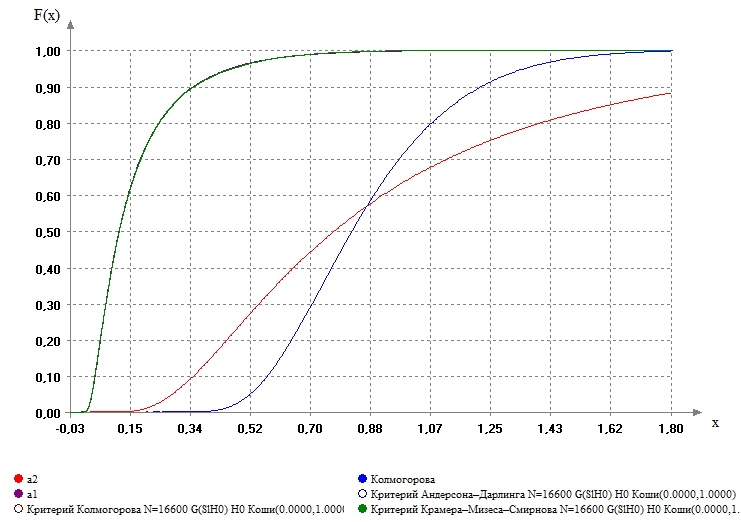 F(x)
1,00
0,90
0,80
0,70
0,60
0,50
0,40
0,30
0,20
0,10
0,00
-0,03 0,15 0,34 0,52 0,70 0,88 1,07 1,25 1,43 1,62 1,80
x
a2
Колмогорова
a1
Критерий Андерсона–Дарлинга N=16600 G(S|H0) H0 Коши(0.0000,1.0000)
Критерий Колмогорова N=16600 G(S|H0) H0 Коши(0.0000,1.0000
Критерий Крамера–Мизеса–Смирнова N=16600 G(S|H0) H0 Коши(0.0000,1.